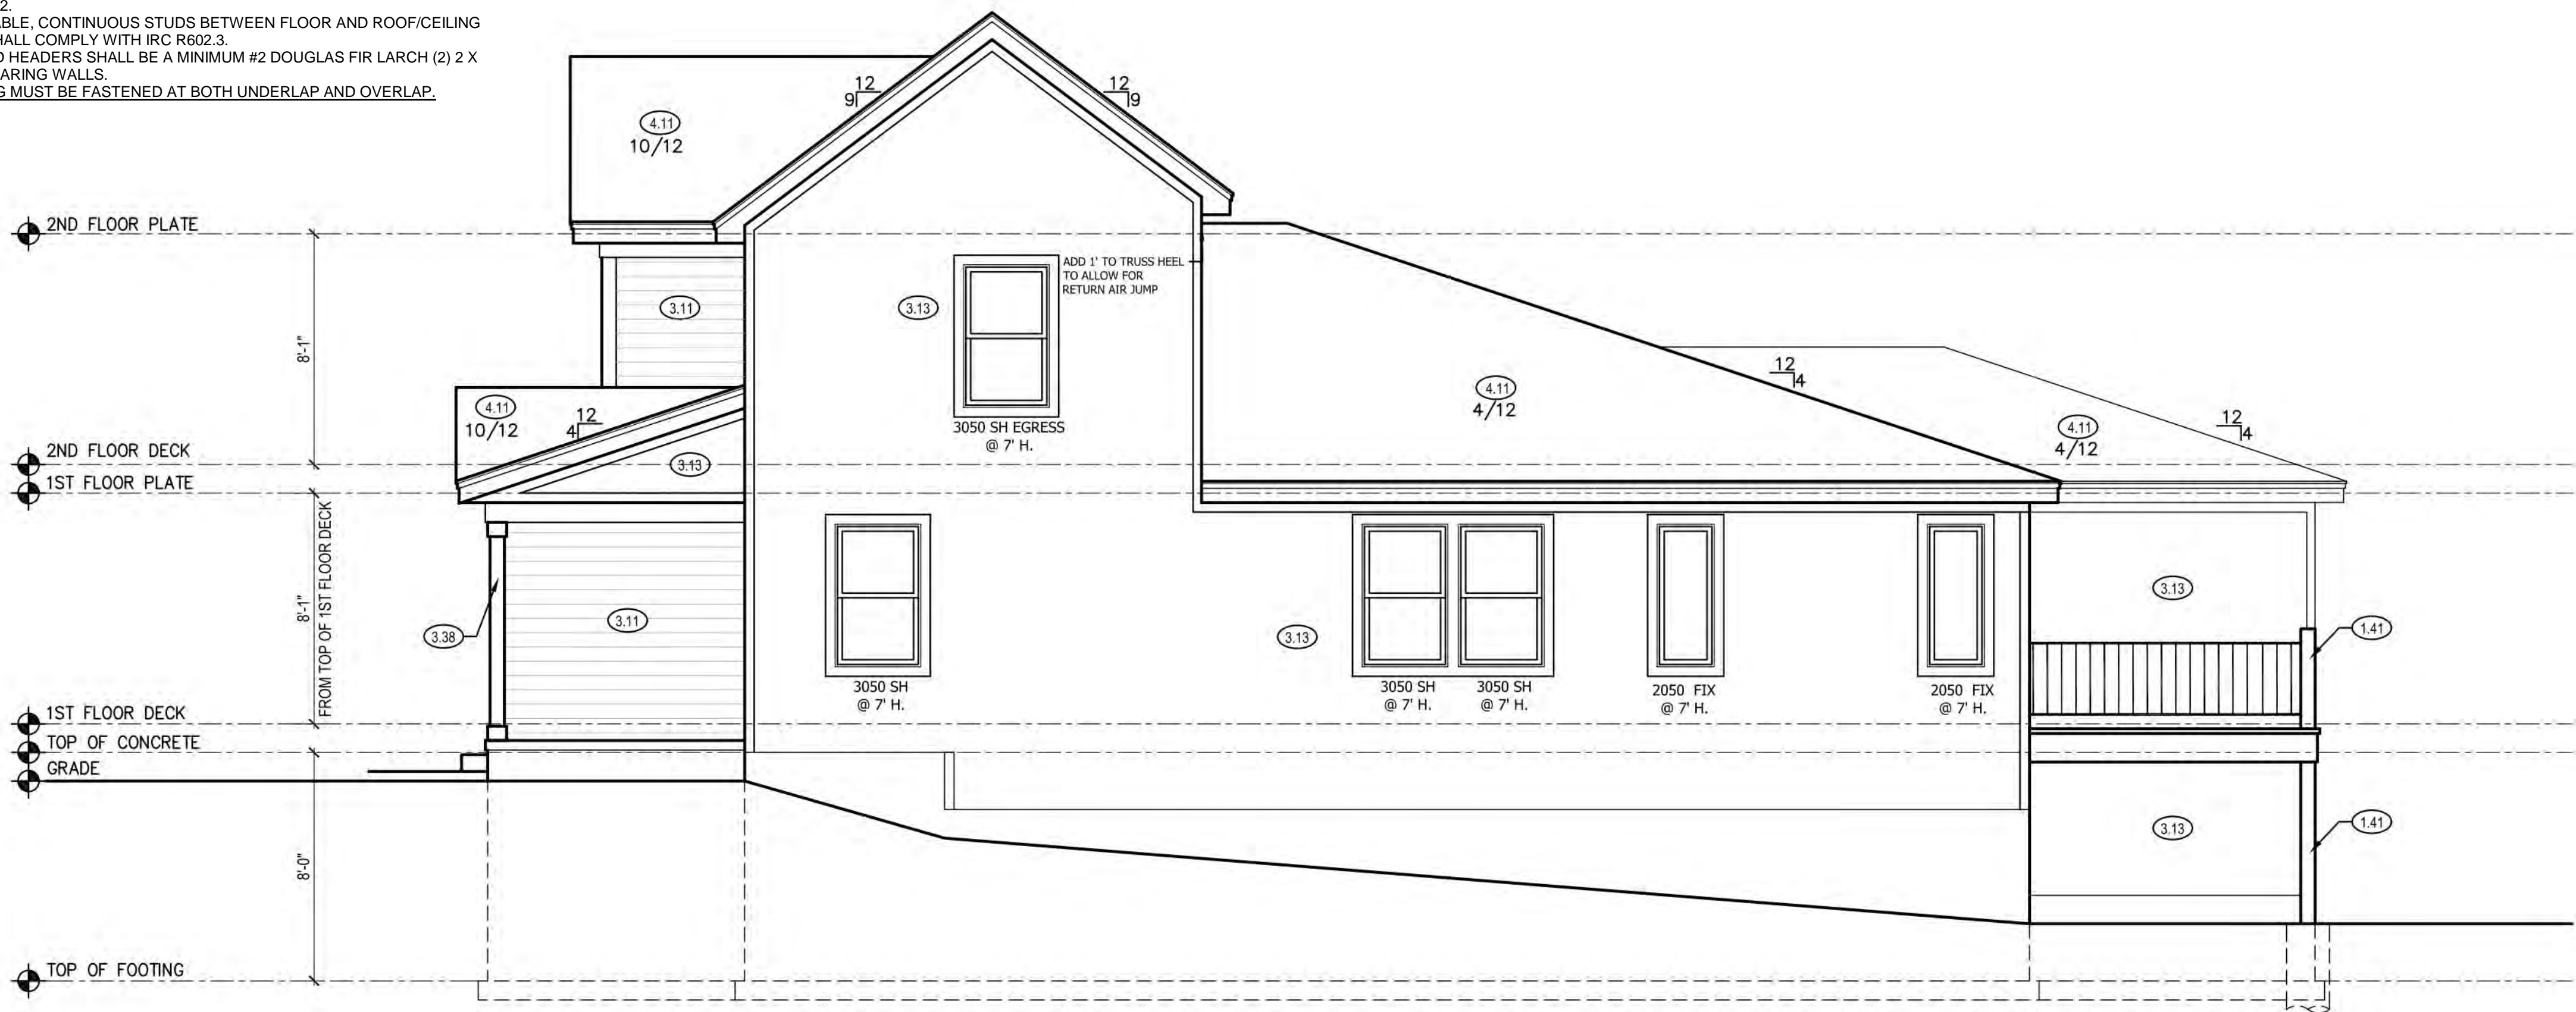 2.
ABLE, CONTINUOUS STUDS BETWEEN FLOOR AND ROOF/CEILING
HALL COMPLY WITH IRC R602.3.
D HEADERS SHALL BE A MINIMUM #2 DOUGLAS FIR LARCH (2) 2 X
ARING WALLS.
G MUST BE FASTENED AT BOTH UNDERLAP AND OVERLAP.
12
9
12
9
4.11
10/12
2ND FLOOR PLATE
ADD 1' TO TRUSS HEEL
TO ALLOW FOR
RETURN AIR JUMP
3.11
3.13
8'-1"
12
4
4.11
4/12
4.11
10/12
12
4
3050 SH EGRESS
@ 7' H.
12
4
4.11
4/12
2ND FLOOR DECK
3.13
1ST FLOOR PLATE
8'-1"
FROM TOP OF 1ST FLOOR DECK
3.38
3.11
3.13
3.13
1.41
3050 SH
@ 7' H.
3050 SH
@ 7' H.
3050 SH
@ 7' H.
2050 FIX
@ 7' H.
2050 FIX
@ 7' H.
1ST FLOOR DECK
TOP OF CONCRETE
GRADE
3.13
1.41
8'-0"
TOP OF FOOTING